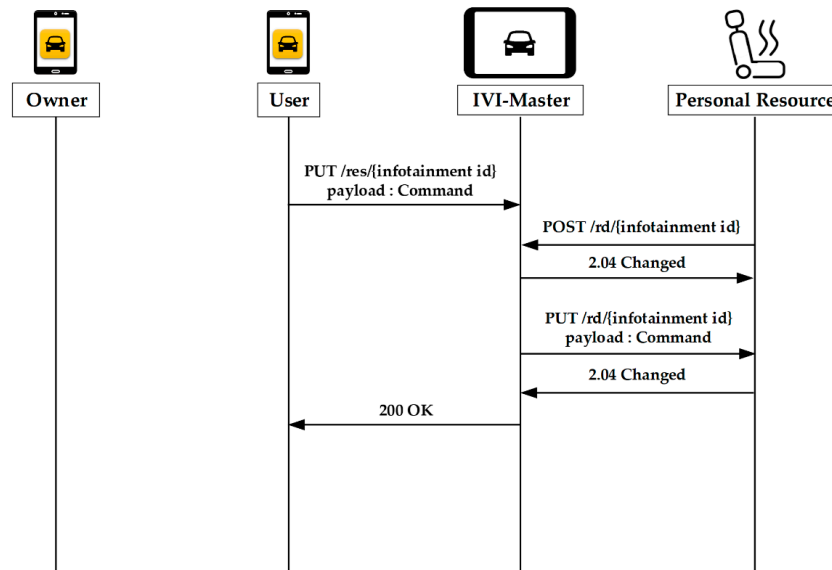 Owner
User
IVI-Master
Personal Resource
PUT /res/{infotainment id}
payload : Command
POST /rd/{infotainment id}
2.04 Changed
PUT /rd/{infotainment id}
payload : Command
2.04 Changed
200 OK